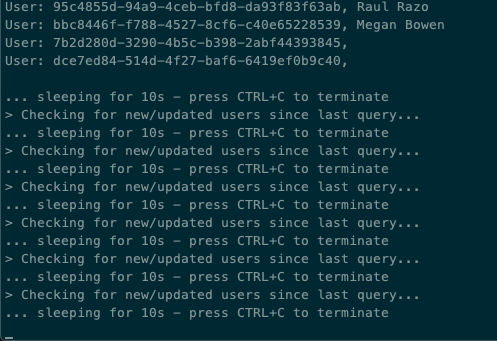 User: 95c4855d-94a9-4ceb-bfd8-da93f83f63ab, Raul Razo
User: bbc8446f-f788-4527-8cf6-c40e65228539, Megan Bowen
User: 7b2d280d-3290-4b5c-b398-2abf44393845,
User: dce7ed84-514d-4f27-baf6-6419ef0b9c40,
... sleeping for 10s – press CTRL+C to terminate
> Checking for new/updated users since last query...
... sleeping for 10s – press CTRL+C to terminate
> Checking for new/updated users since last query...
... sleeping for 10s – press CTRL+C to terminate
> Checking for new/updated users since last query...
... sleeping for 10s – press CTRL+C to terminate
> Checking for new/updated users since last query...
... sleeping for 10s – press CTRL+C to terminate
> Checking for new/updated users since last query...
... sleeping for 10s – press CTRL+C to terminate
> Checking for new/updated users since last query...
... sleeping for 10s – press CTRL+C to terminate